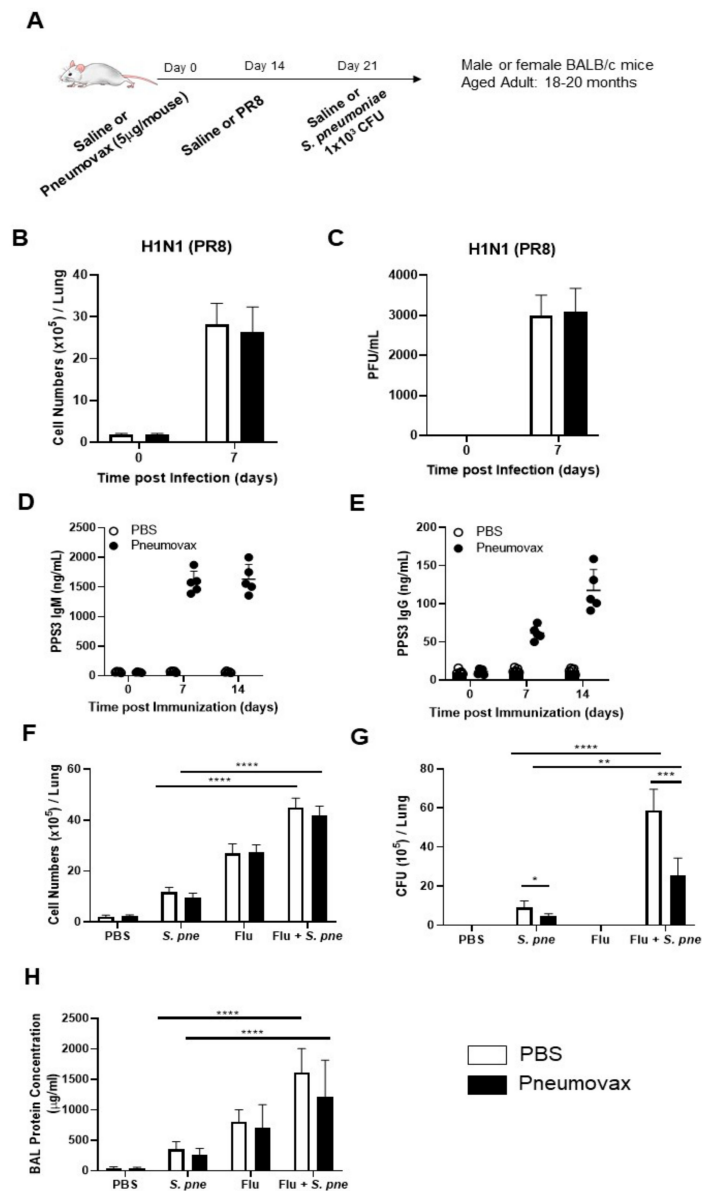 A
Day 0 Day 14 Day 21
Saline or
Pneumovax (5μg/mouse)
Saline or PR8
Saline or
S. pneumoniae
1x10³ CFU
Male or female BALB/c mice
Aged Adult: 18-20 months
B
H1N1 (PR8)
Cell Numbers (x10⁵) / Lung
40
30
20
10
0
0 7
Time post Infection (days)
C
H1N1 (PR8)
PFU/mL
4000
3000
2000
1000
0
0 7
Time post Infection (days)
D
PBS
Pneumovax
PPS3 IgM (ng/mL)
2500
2000
1500
1000
500
0
0 7 14
Time post Immunization (days)
E
PBS
Pneumovax
PPS3 IgG (ng/mL)
200
150
100
50
0
0 7 14
Time post Immunization (days)
F
Cell Numbers (x10⁵) / Lung
60
40
20
0
****
****
PBS S. pne Flu Flu + S. pne
G
CFU (10⁵) / Lung
80
60
40
20
0
****
**
***
*
PBS S. pne Flu Flu + S. pne
H
BAL Protein Concentration
(μg/ml)
2500
2000
1500
1000
500
0
****
****
PBS S. pne Flu Flu + S. pne
PBS
Pneumovax